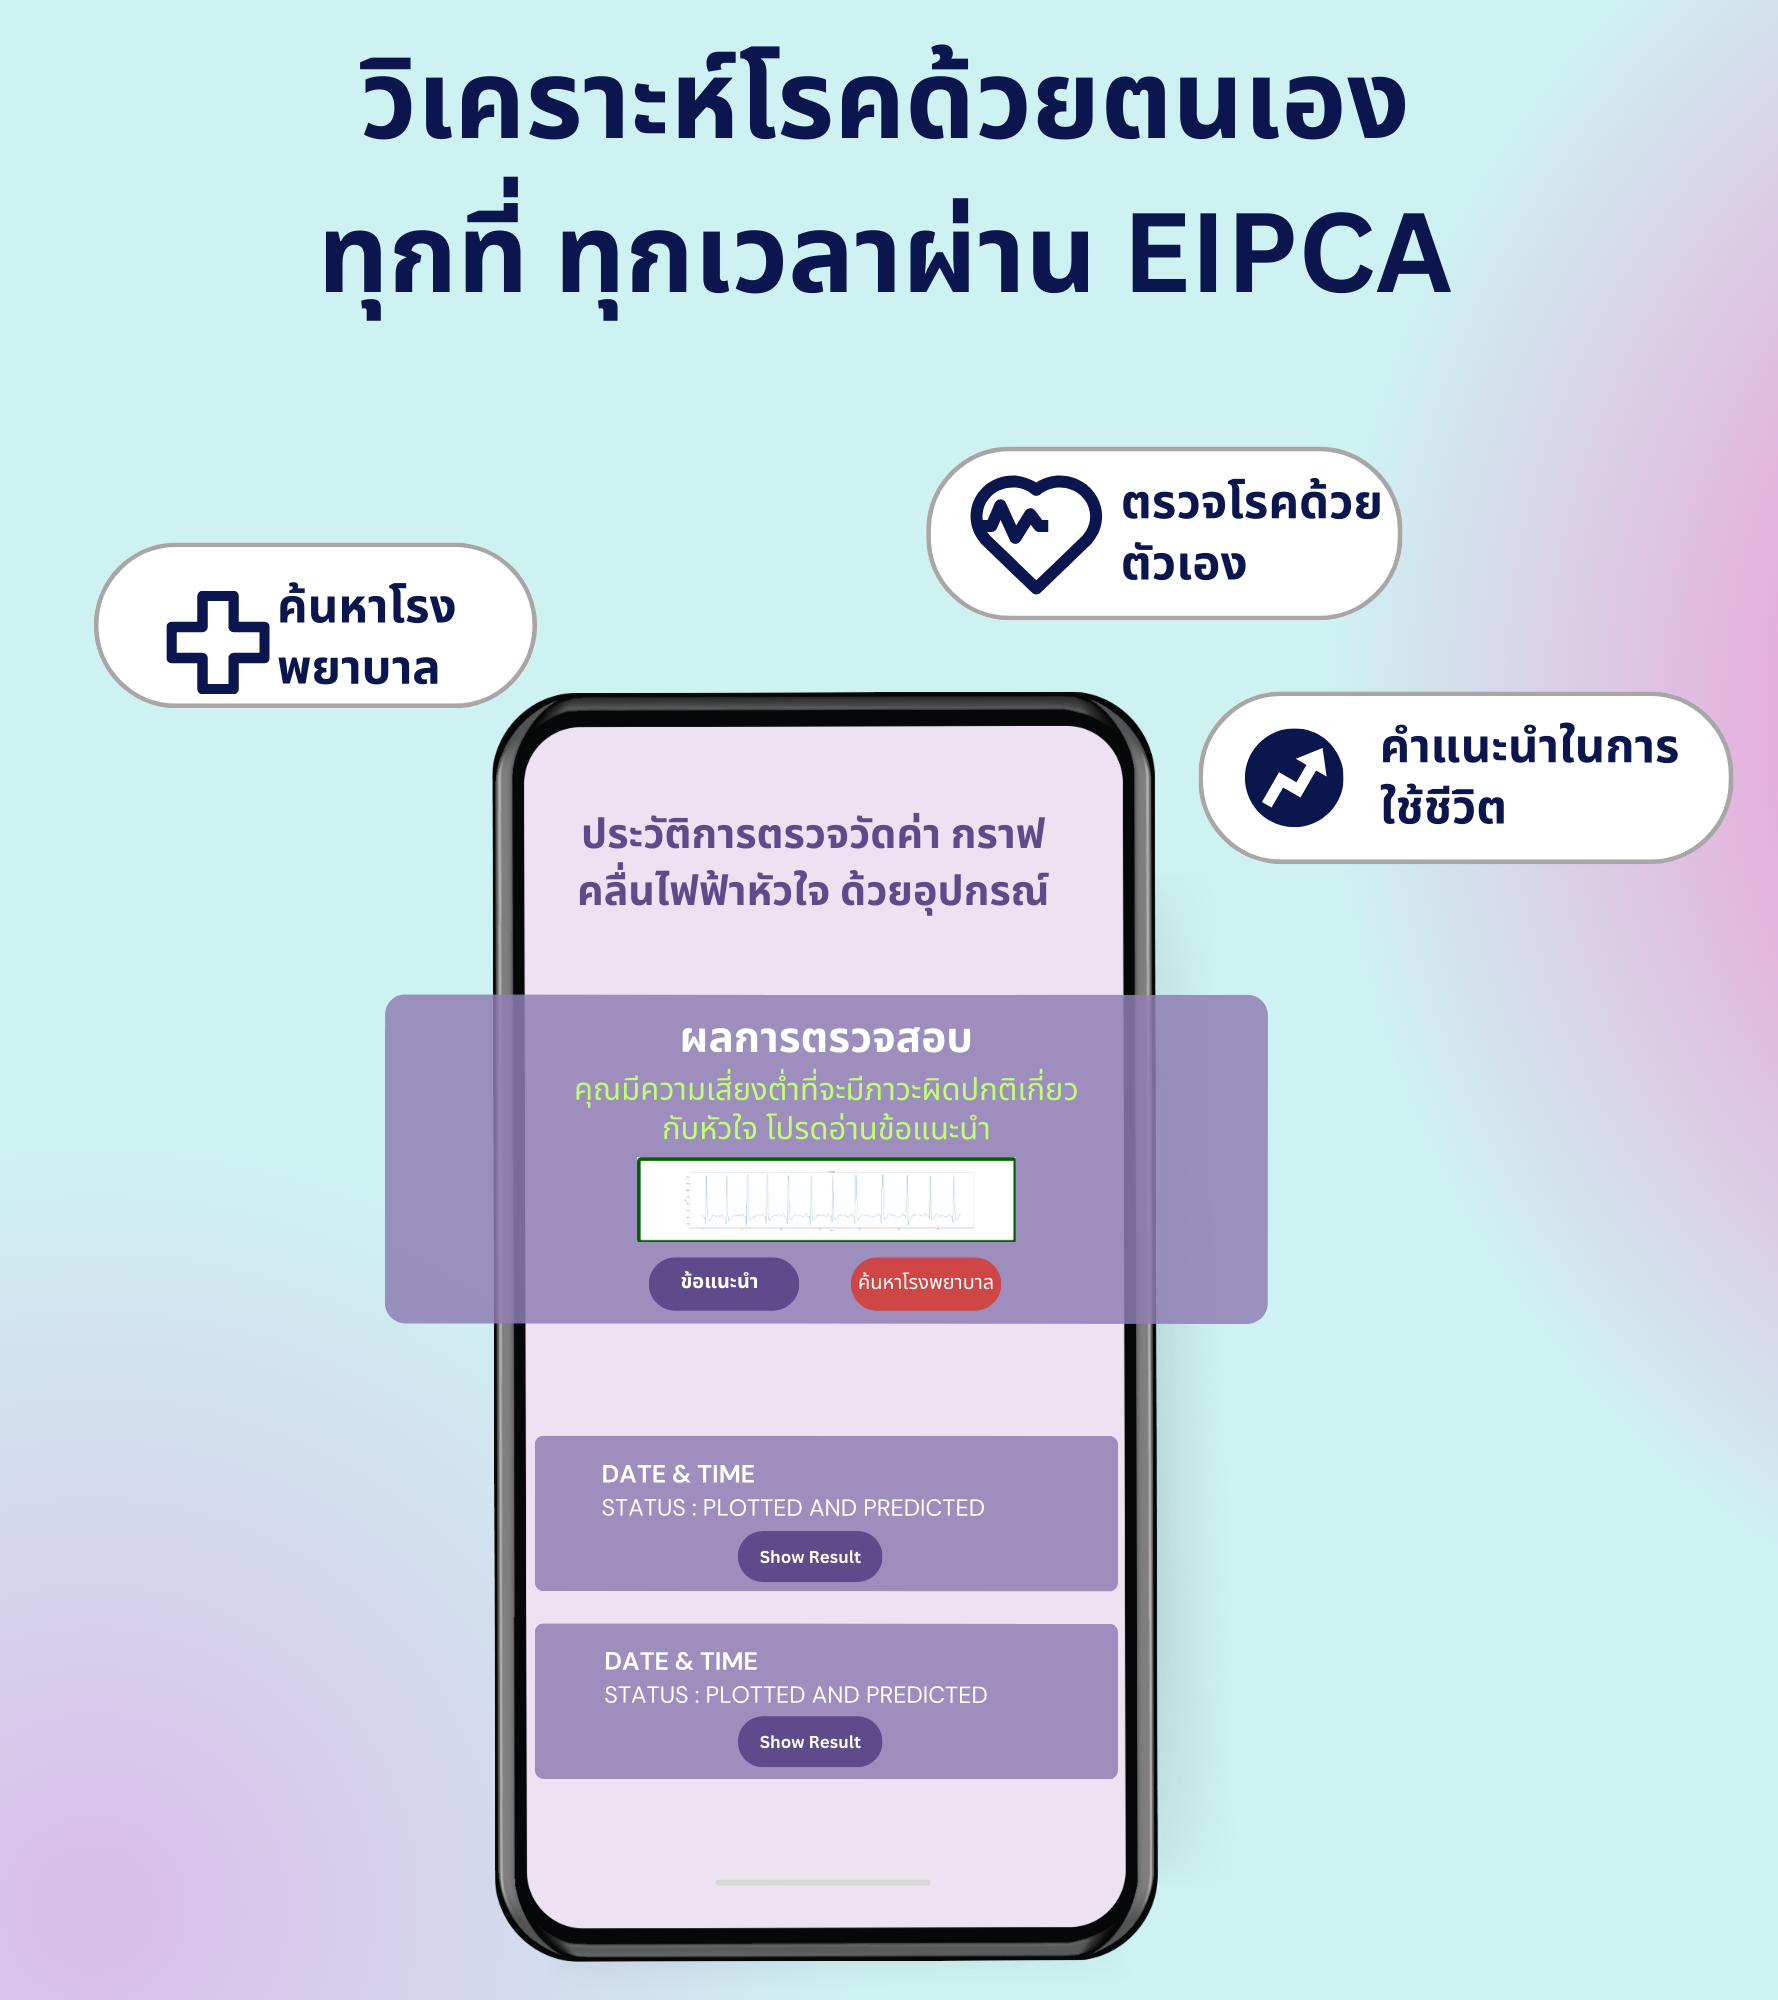 วิเคราะห์โรคด้วยตนเอง
ทุกที่ ทุกเวลาผ่าน EIPCA
ตรวจโรคด้วย
ตัวเอง
ค้นหาโรง
พยาบาล
คำแนะนำในการ
ใช้ชีวิต
ประวัติการตรวจวัดค่า กราฟ
คลื่นไฟฟ้าหัวใจ ด้วยอุปกรณ์
ผลการตรวจสอบ
คุณมีความเสี่ยงต่ำที่จะมีภาวะผิดปกติเกี่ยว
กับหัวใจ โปรดอ่านข้อแนะนำ
ข้อแนะนำ
ค้นหาโรงพยาบาล
DATE & TIME
STATUS : PLOTTED AND PREDICTED
Show Result
DATE & TIME
STATUS : PLOTTED AND PREDICTED
Show Result